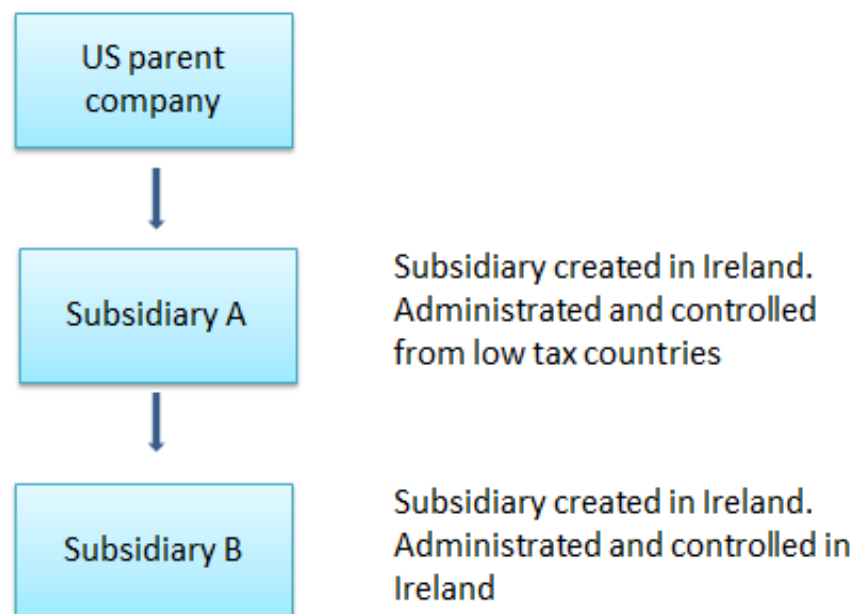 US parent
company
Subsidiary A
Subsidiary created in Ireland.
Administrated and controlled
from low tax countries
Subsidiary B
Subsidiary created in Ireland.
Administrated and controlled in
Ireland